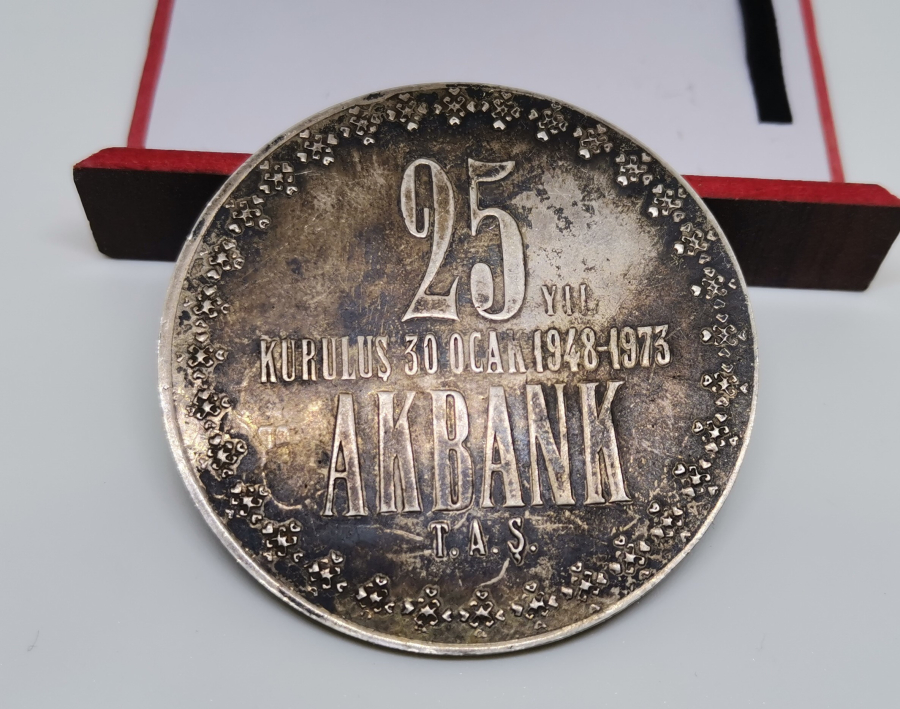 25
YIL
KURULUŞ 30 OCAK 1948-1973
AKBANK
T. A. Ş.